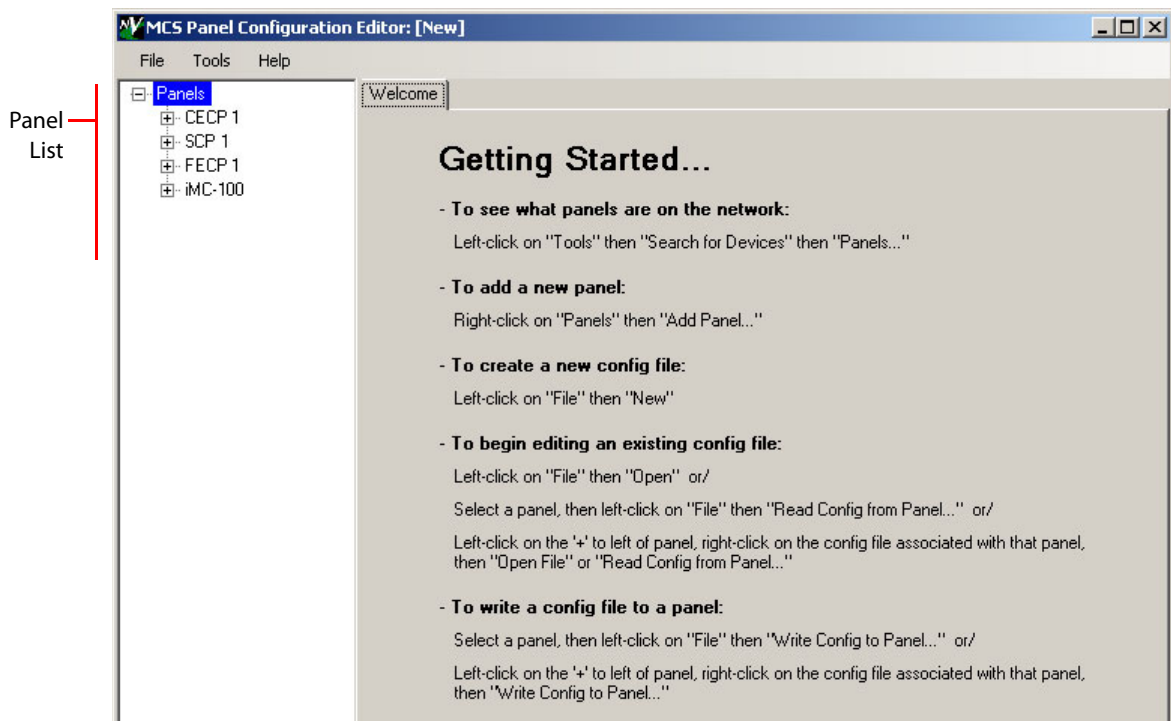 MCS Panel Configuration Editor: [New]
File Tools Help
Panel
List
Panels
CECP 1
SCP 1
FECP 1
iMC-100
Welcome
Getting Started...
- To see what panels are on the network:
Left-click on "Tools" then "Search for Devices" then "Panels..."
- To add a new panel:
Right-click on "Panels" then "Add Panel..."
- To create a new config file:
Left-click on "File" then "New"
- To begin editing an existing config file:
Left-click on "File" then "Open" or/
Select a panel, then left-click on "File" then "Read Config from Panel..." or/
Left-click on the '+' to left of panel, right-click on the config file associated with that panel,
then "Open File" or "Read Config from Panel..."
- To write a config file to a panel:
Select a panel, then left-click on "File" then "Write Config to Panel..." or/
Left-click on the '+' to left of panel, right-click on the config file associated with that panel,
then "Write Config to Panel..."